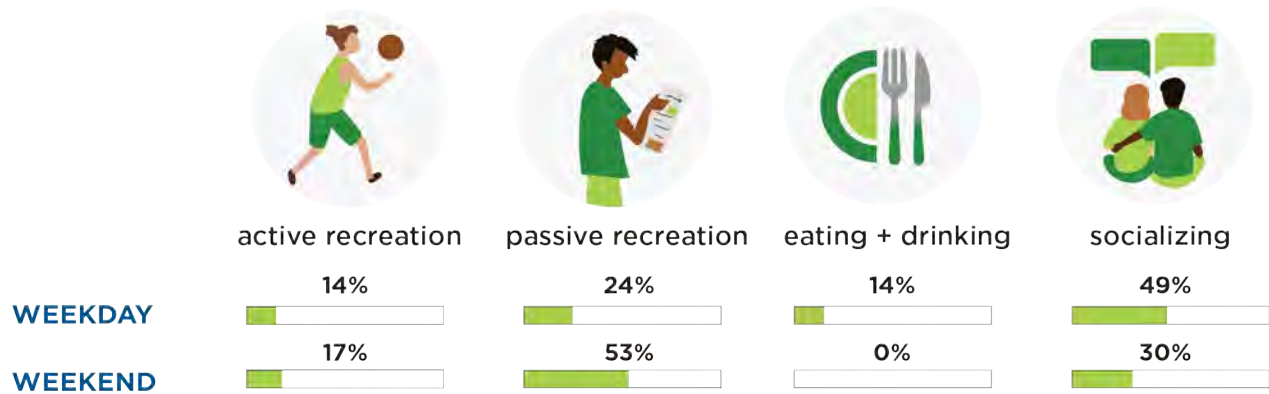 active recreation passive recreation eating + drinking socializing
14% 24% 14% 49%
WEEKDAY
17% 53% 0% 30%
WEEKEND